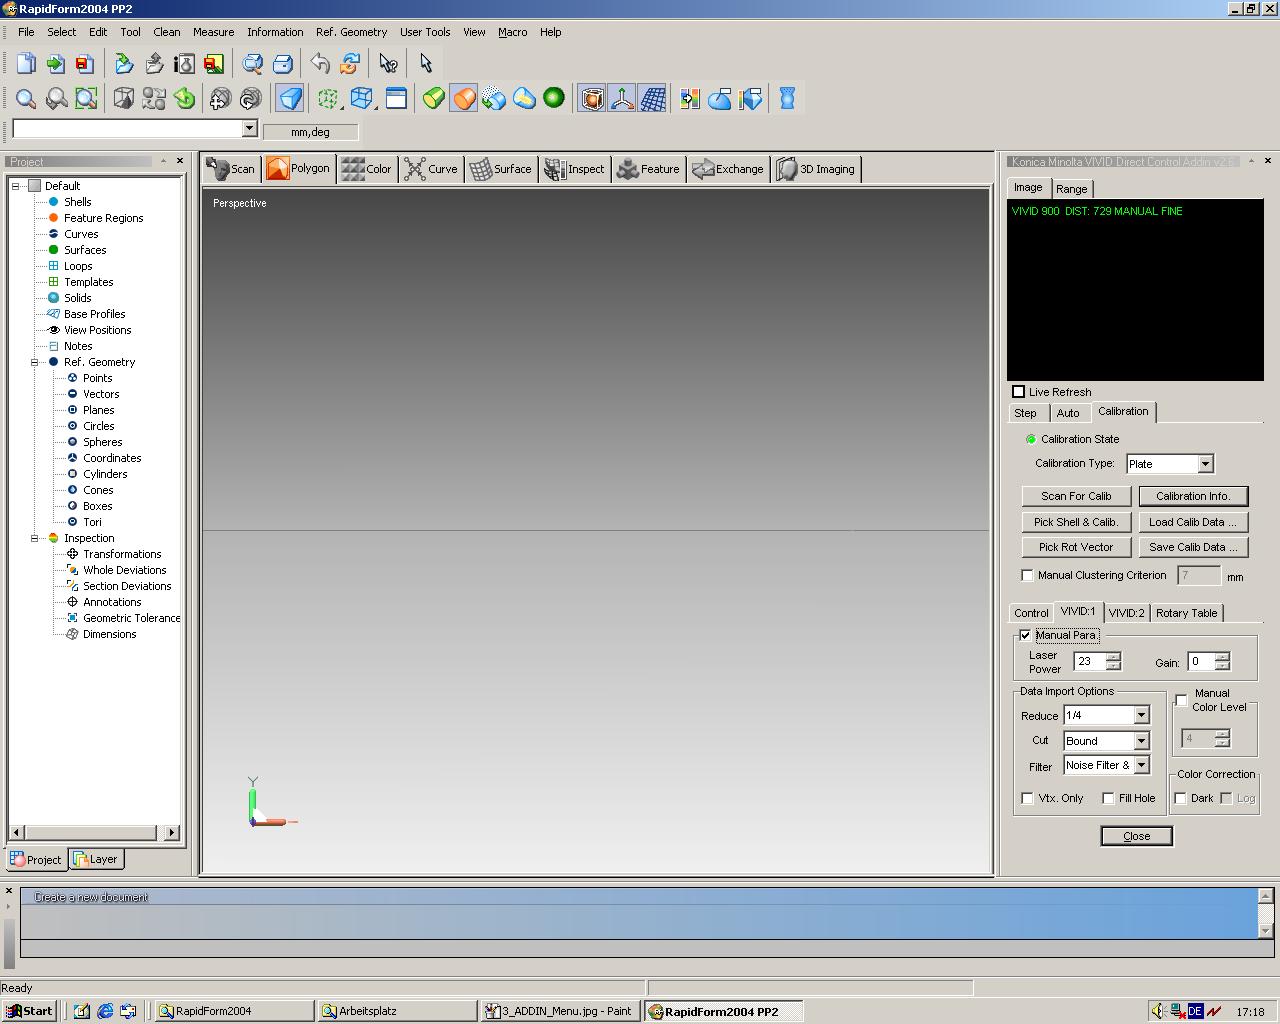 RapidForm2004 PP2
File Select Edit Tool Clean Measure Information Ref. Geometry User Tools View Macro Help
mm,deg
Project
Default
Shells
Feature Regions
Curves
Surfaces
Loops
Templates
Solids
Base Profiles
View Positions
Notes
Ref. Geometry
Points
Vectors
Planes
Circles
Spheres
Coordinates
Cylinders
Cones
Boxes
Tori
Inspection
Transformations
Whole Deviations
Section Deviations
Annotations
Geometric Tolerance
Dimensions
Project Layer
Scan Polygon Color Curve Surface Inspect Feature Exchange 3D Imaging
Perspective
Y
Konica Minolta VIVID Direct Control Addin v2.6
Image Range
VIVID 900 DIST: 729 MANUAL FINE
Live Refresh
Step Auto Calibration
Calibration State
Calibration Type: Plate
Scan For Calib Calibration Info.
Pick Shell & Calib. Load Calib Data ...
Pick Rot Vector Save Calib Data ...
Manual Clustering Criterion 7 mm
Control VIVID:1 VIVID:2 Rotary Table
Manual Para.
Laser Power 23 Gain: 0
Data Import Options
Reduce 1/4
Cut Bound
Filter Noise Filter &
Vtx. Only Fill Hole
Manual Color Level
4
Color Correction
Dark Log
Close
Create a new document
Ready
Start RapidForm2004 Arbeitsplatz 3_ADDIN_Menu.jpg - Paint RapidForm2004 PP2 DE 17:18